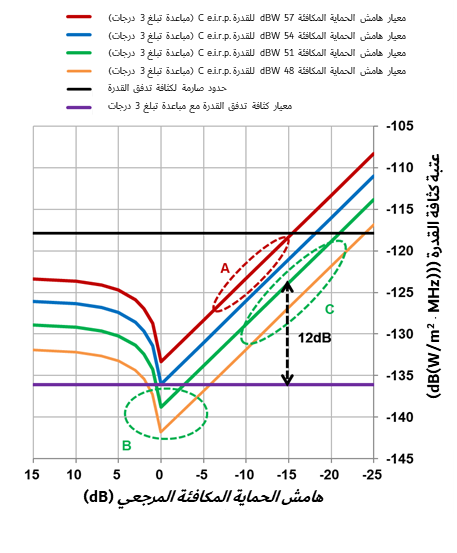 معيار هامش الحماية المكافئة 57 dBW للقدرة C e.i.r.p. (مباعدة تبلغ 3 درجات)
معيار هامش الحماية المكافئة 54 dBW للقدرة C e.i.r.p. (مباعدة تبلغ 3 درجات)
معيار هامش الحماية المكافئة 51 dBW للقدرة C e.i.r.p. (مباعدة تبلغ 3 درجات)
معيار هامش الحماية المكافئة 48 dBW للقدرة C e.i.r.p. (مباعدة تبلغ 3 درجات)
حدود صارمة لكثافة تدفق القدرة
معيار كثافة تدفق القدرة مع مباعدة تبلغ 3 درجات
-105
-110
-115
-120
-125
-130
-135
-140
-145
عتبة كثافة القدرة (dB(W/m² · MHz))))
A
B
C
12dB
15 10 5 0 -5 -10 -15 -20 -25
هامش الحماية المكافئة المرجعي (dB)